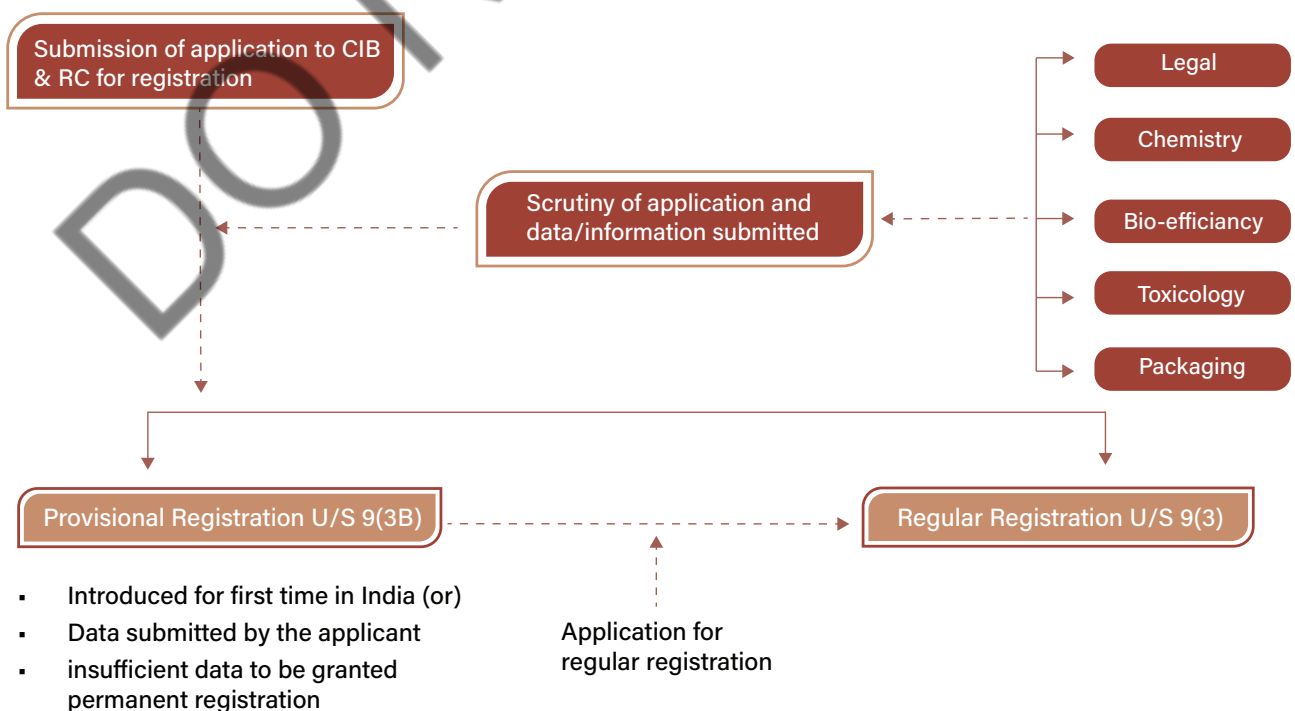 Submission of application to CIB
& RC for registration
Legal
Chemistry
Scrutiny of application and
data/information submitted
Bio-efficiancy
Toxicology
Packaging
Provisional Registration U/S 9(3B)
Regular Registration U/S 9(3)
▪ Introduced for first time in India (or)
▪ Data submitted by the applicant
▪ insufficient data to be granted
permanent registration
Application for
regular registration
DO